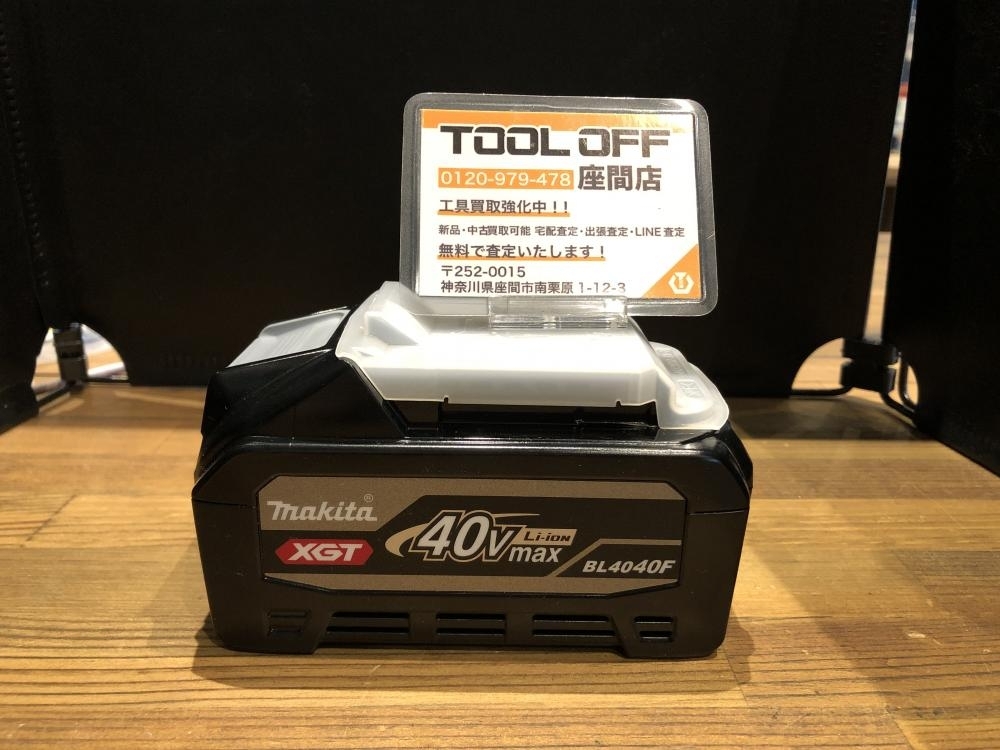 TOOL OFF
0120-979-478 座間店
工具買取強化中!!
新品・中古買取可能 宅配査定・出張査定・LINE査定
無料で査定いたします!
〒252-0015
神奈川県座間市南栗原1-12-3
makita®
XGT
40Vmax
Li-ion
BL4040F